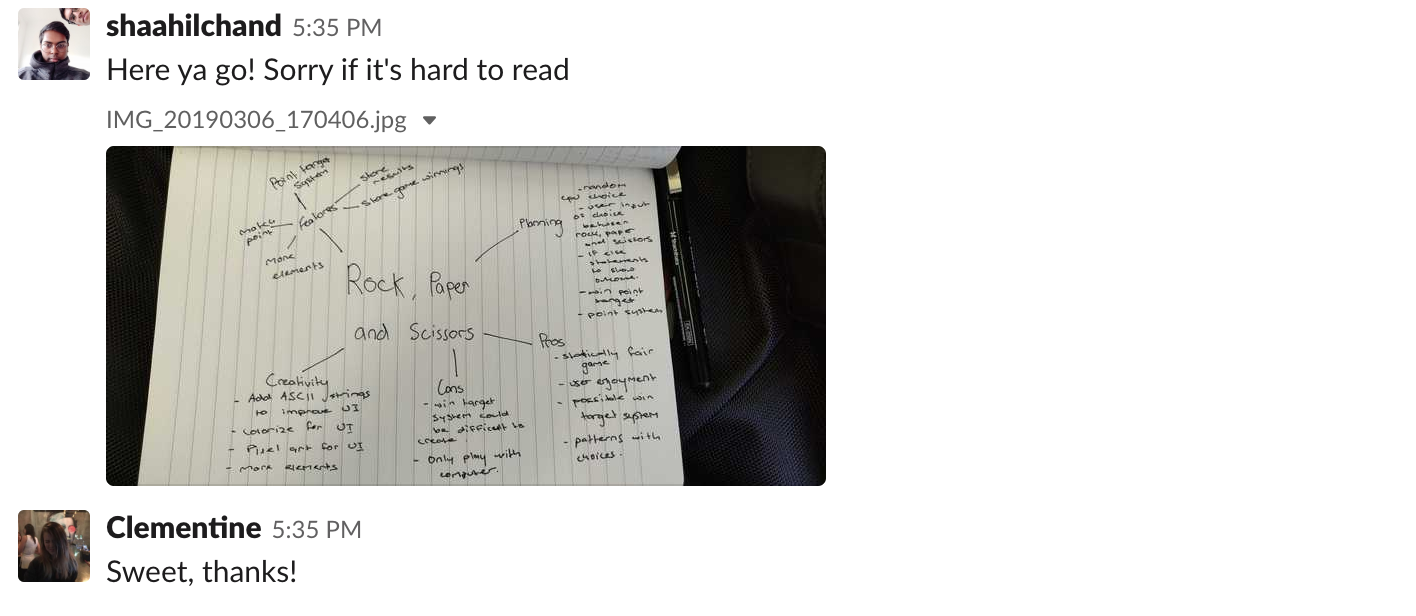 shaahilchand 5:35 PM
Here ya go! Sorry if it's hard to read
IMG_20190306_170406.jpg
Point target
system
store
results
Store game winnings
Features
Match
point
More
elements
Planning
- random
cpu choice
- user input
of choice
between
rock, paper
and scissors
- if else
statements
to show
outcome.
- win point
target
- point system
Rock, Paper
and Scissors
Pros
- statically fair
game
- user enjoyment
- possible win
target system
- patterns with
choices.
Creativity
- Add ASCII strings
to improve UI
- Colorize for UI
- Pixel art for UI
- More elements
Cons
- win target
system could
be difficult to
create.
- Only play with
computer.
Clementine 5:35 PM
Sweet, thanks!